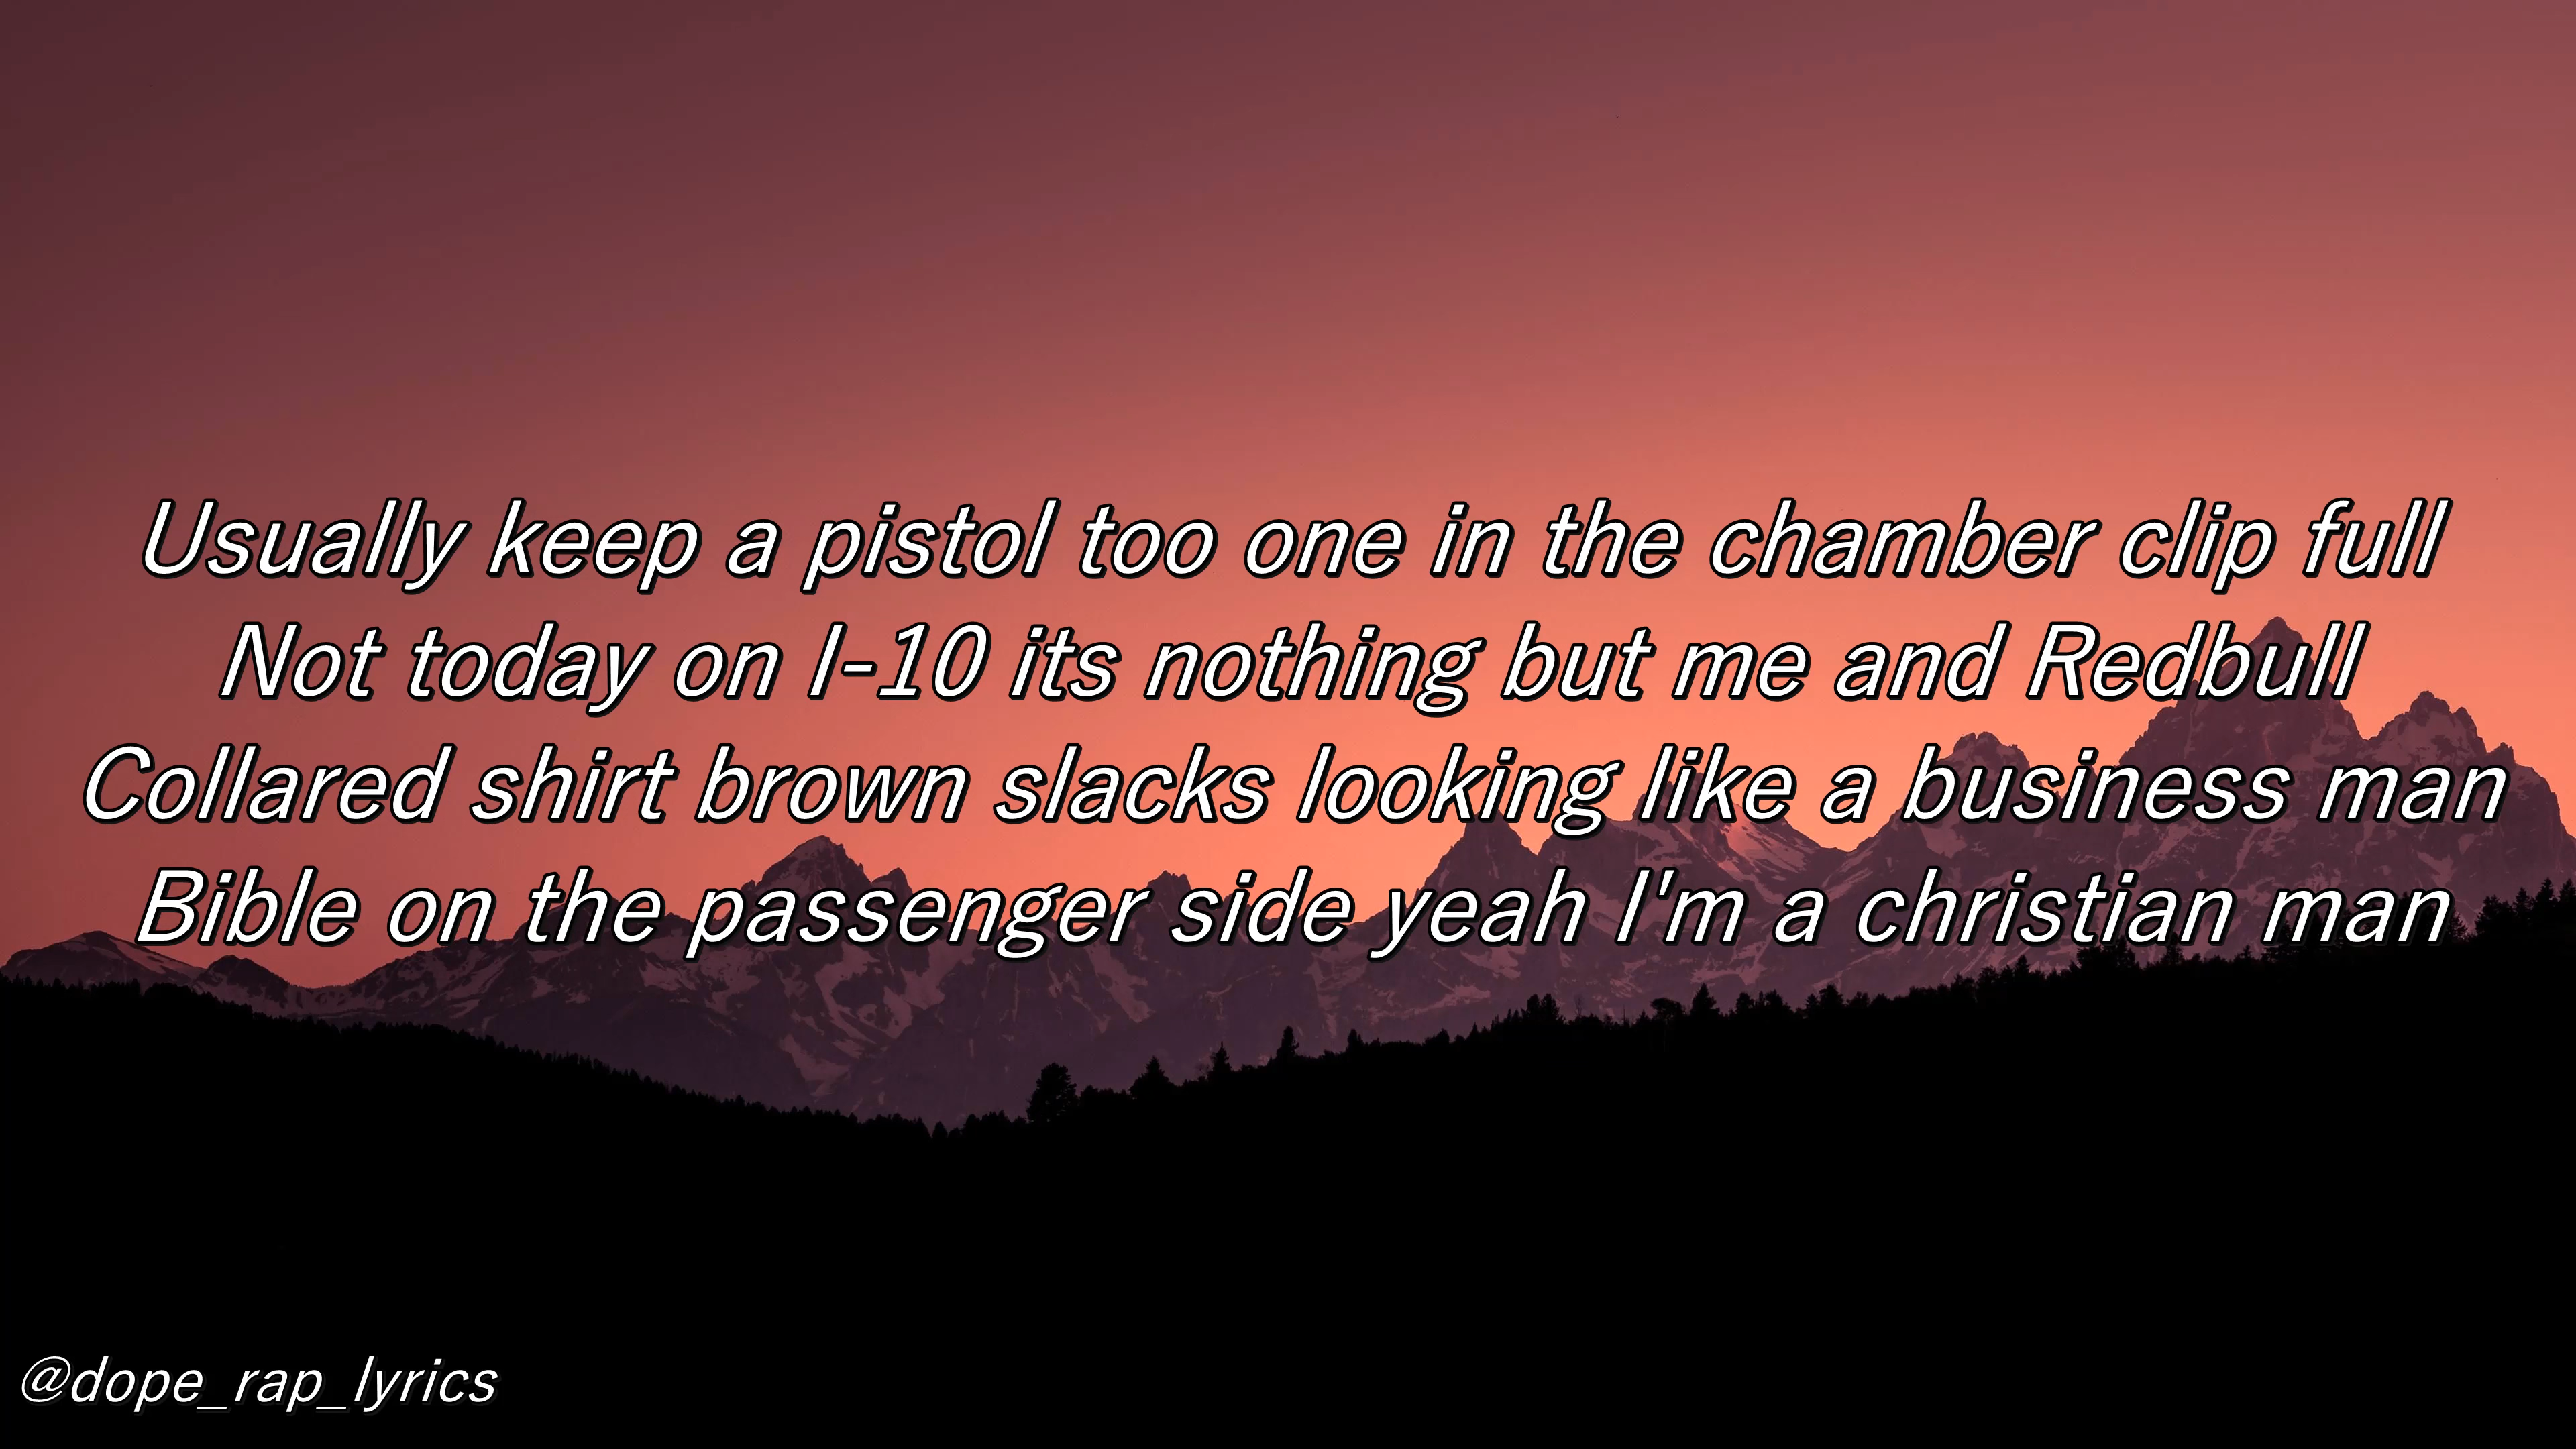 Usually keep a pistol too one in the chamber clip full
Not today on I-10 its nothing but me and Redbull
Collared shirt brown slacks looking like a business man
Bible on the passenger side yeah I'm a christian man
@dope_rap_lyrics